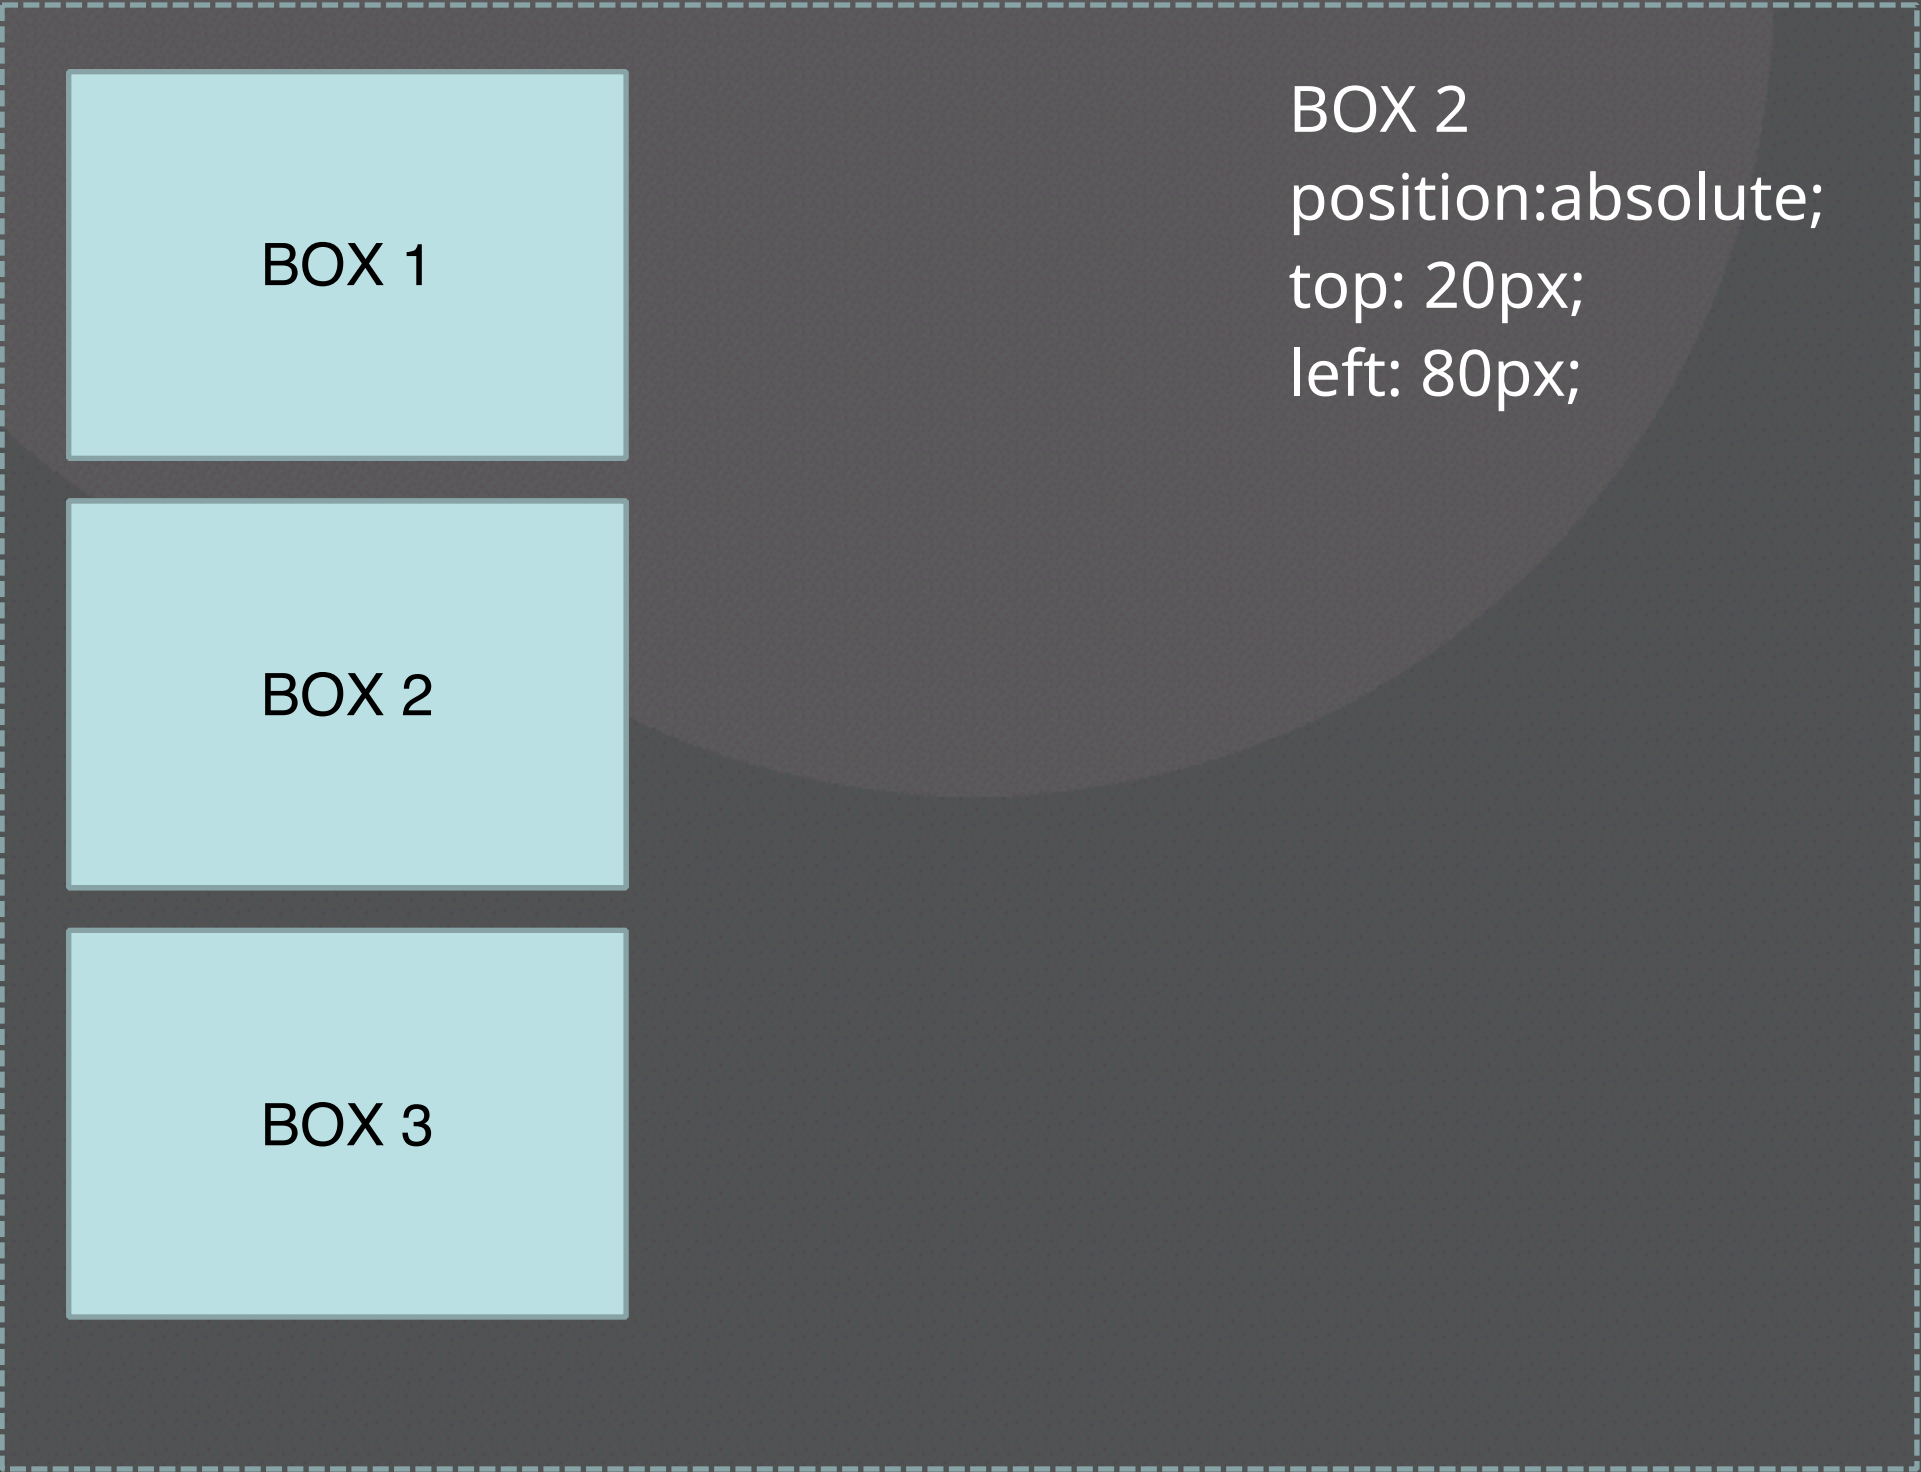 BOX 1
BOX 2
BOX 3
BOX 2
position:absolute;
top: 20px;
left: 80px;